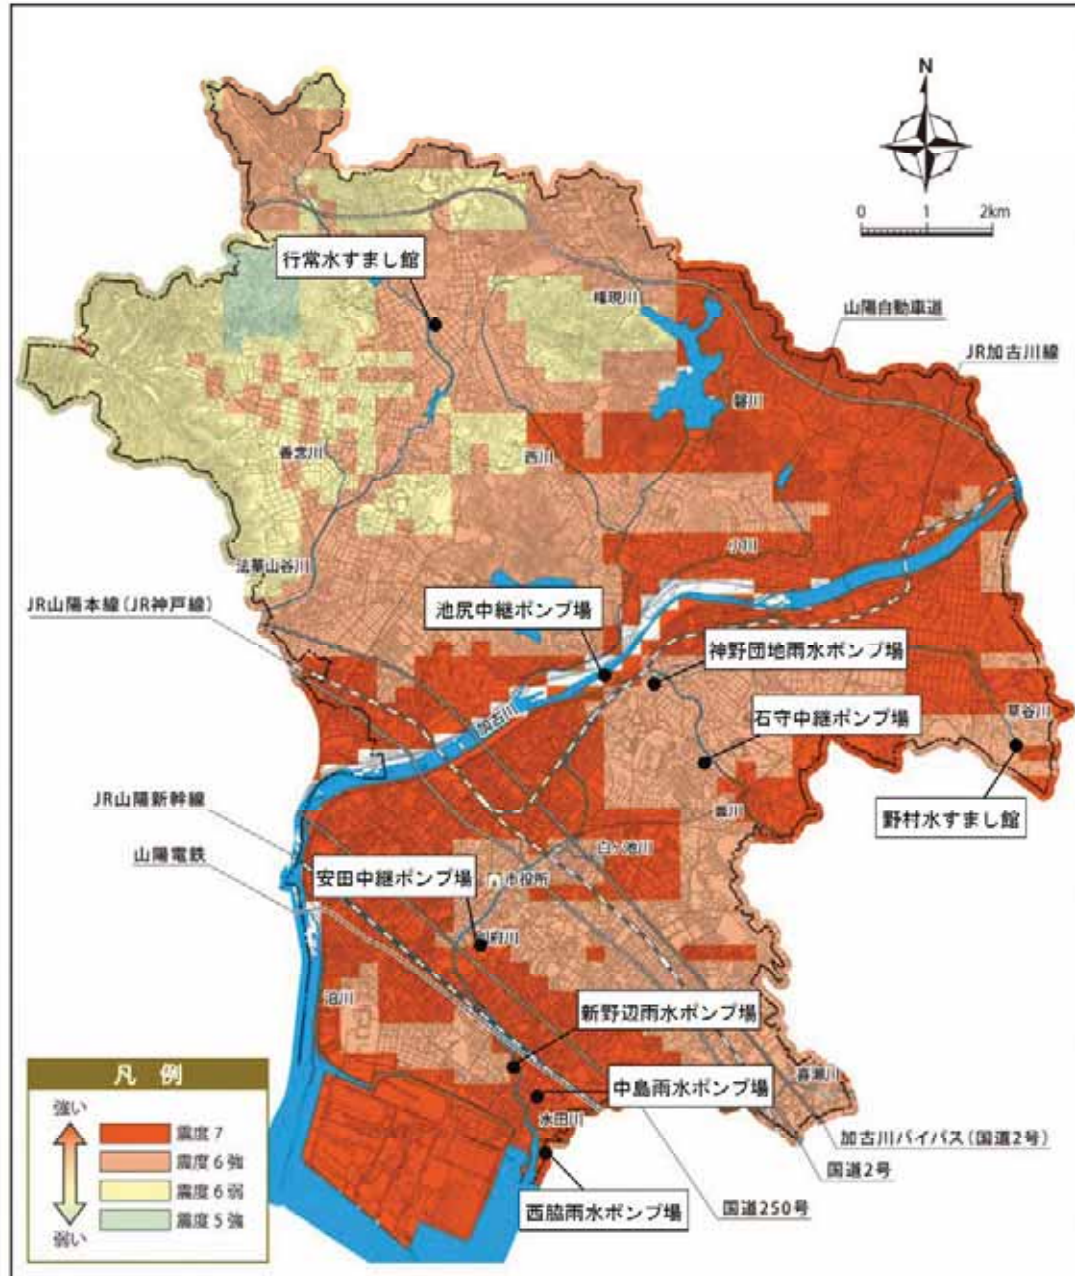 N
0 1 2km
行常水すまし館
権現川
山陽自動車道
JR加古川線
善念川
西川
法華山谷川
小川
JR山陽本線(JR神戸線)
池尻中継ポンプ場
神野団地雨水ポンプ場
石守中継ポンプ場
草谷川
加古川
野村水すまし館
JR山陽新幹線
曇川
白ヶ池川
山陽電鉄
安田中継ポンプ場
市役所
別府川
泊川
新野辺雨水ポンプ場
凡例
強い
震度7
震度6強
震度6弱
震度5強
弱い
中島雨水ポンプ場
喜瀬川
水田川
加古川バイパス(国道2号)
国道2号
西脇雨水ポンプ場
国道250号